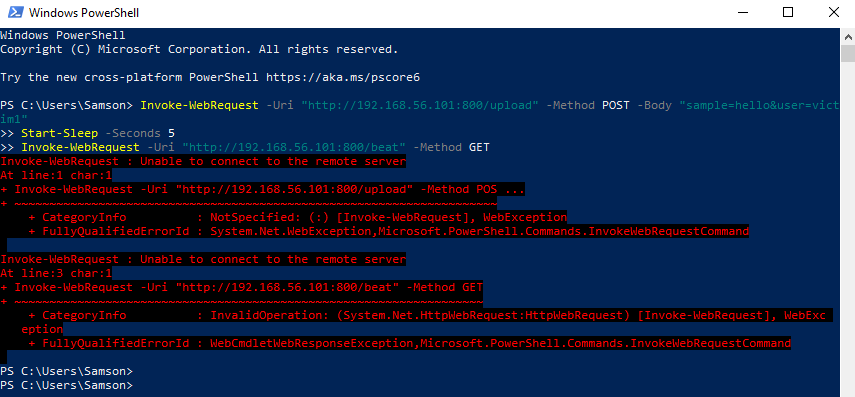 Windows PowerShell
Windows PowerShell
Copyright (C) Microsoft Corporation. All rights reserved.
Try the new cross-platform PowerShell https://aka.ms/pscore6
PS C:\Users\Samson> Invoke-WebRequest -Uri "http://192.168.56.101:800/upload" -Method POST -Body "sample=hello&user=vict
im1"
>> Start-Sleep -Seconds 5
>> Invoke-WebRequest -Uri "http://192.168.56.101:800/beat" -Method GET
Invoke-WebRequest : Unable to connect to the remote server
At line:1 char:1
+ Invoke-WebRequest -Uri "http://192.168.56.101:800/upload" -Method POS ...
+ ~~~~~~~~~~~~~~~~~~~~~~~~~~~~~~~~~~~~~~~~~~~~~~~~~~~~~~~~~~~~~~~~~~~~~
+ CategoryInfo : NotSpecified: (:) [Invoke-WebRequest], WebException
+ FullyQualifiedErrorId : System.Net.WebException,Microsoft.PowerShell.Commands.InvokeWebRequestCommand
Invoke-WebRequest : Unable to connect to the remote server
At line:3 char:1
+ Invoke-WebRequest -Uri "http://192.168.56.101:800/beat" -Method GET
+ ~~~~~~~~~~~~~~~~~~~~~~~~~~~~~~~~~~~~~~~~~~~~~~~~~~~~~~~~~~~~~~~~~~~
+ CategoryInfo : InvalidOperation: (System.Net.HttpWebRequest:HttpWebRequest) [Invoke-WebRequest], WebExc
eption
+ FullyQualifiedErrorId : WebCmdletWebResponseException,Microsoft.PowerShell.Commands.InvokeWebRequestCommand
PS C:\Users\Samson>
PS C:\Users\Samson>